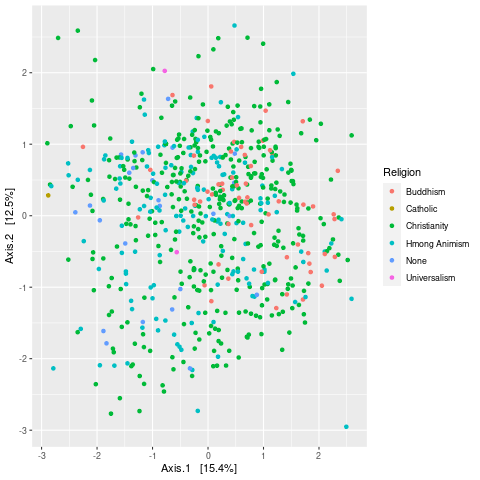 2
1
0
-1
-2
-3
-3
-2
-1
0
1
2
Axis.2 [12.5%]
Axis.1 [15.4%]
Religion
Buddhism
Catholic
Christianity
Hmong Animism
None
Universalism